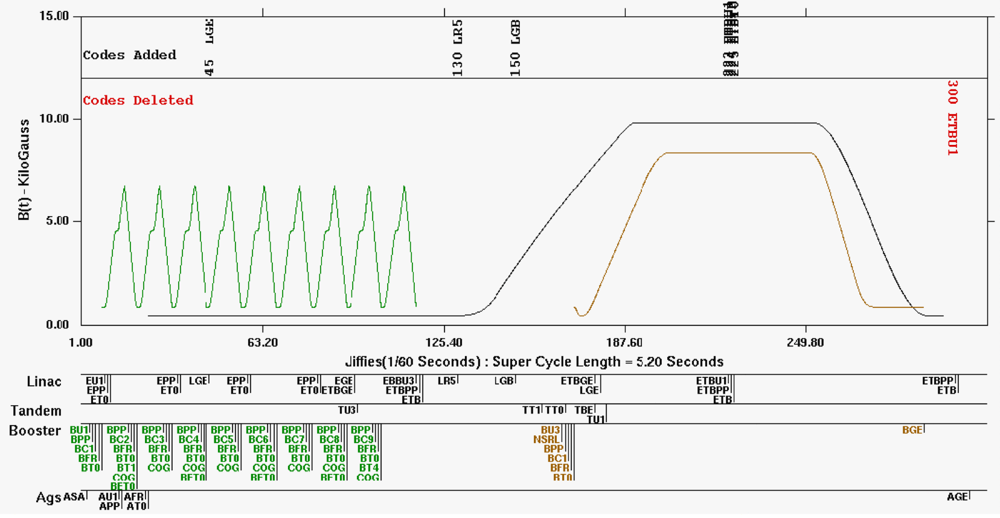 15.00
45 LGE
130 LR5
150 LGB
Codes Added
Codes Deleted
300 ETBU1
10.00
B(t) - KiloGauss
5.00
0.00
1.00 63.20 125.40 187.60 249.80
Jiffies(1/60 Seconds) : Super Cycle Length = 5.20 Seconds
Linac EU1 EPP LGE EPP EPP EGE EBBU3 LR5 LGB ETBGE ETBU1 ETBPP
EPP ET0 ET0 ET0 ETBGE ETBPP LGE ETBPP ETB
ET0 ETB ETB
Tandem TU3 TT1 TT0 TBE
TU1
Booster BU1 BPP BPP BPP BPP BPP BPP BPP BPP BU3 BGE
BPP BC2 BC3 BC4 BC5 BC6 BC7 BC8 BC9 NSRL
BC1 BFR BFR BFR BFR BFR BFR BFR BFR BPP
BFR BT0 BT0 BT0 BT0 BT0 BT0 BT0 BT0 BC1
BT0 BT1 COG COG COG COG COG COG BT4 BFR
COG BET0 BET0 BET0 COG BT0
BET0
Ags ASA AU1 AFR AGE
APP AT0